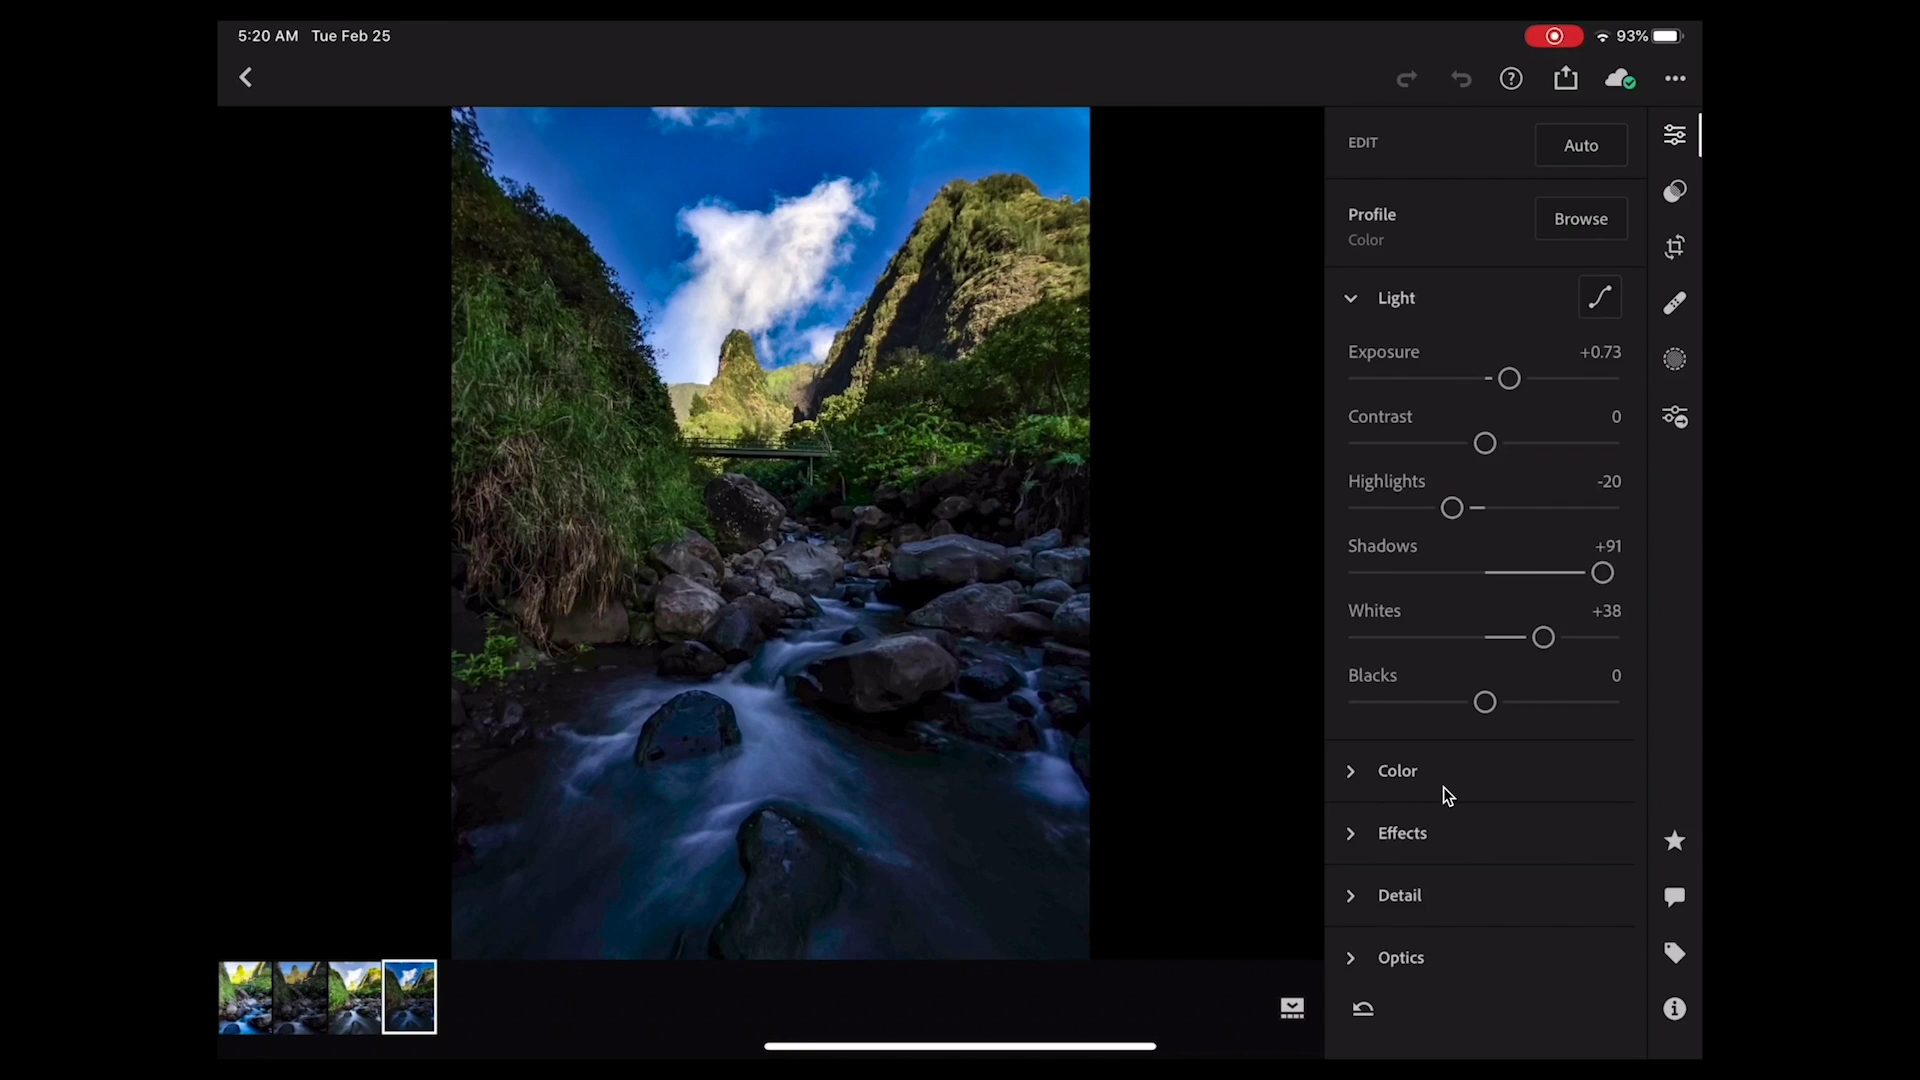 5:20 AM Tue Feb 25
93%
EDIT
Auto
Profile
Color
Browse
Light
Exposure +0.73
Contrast 0
Highlights -20
Shadows +91
Whites +38
Blacks 0
Color
Effects
Detail
Optics